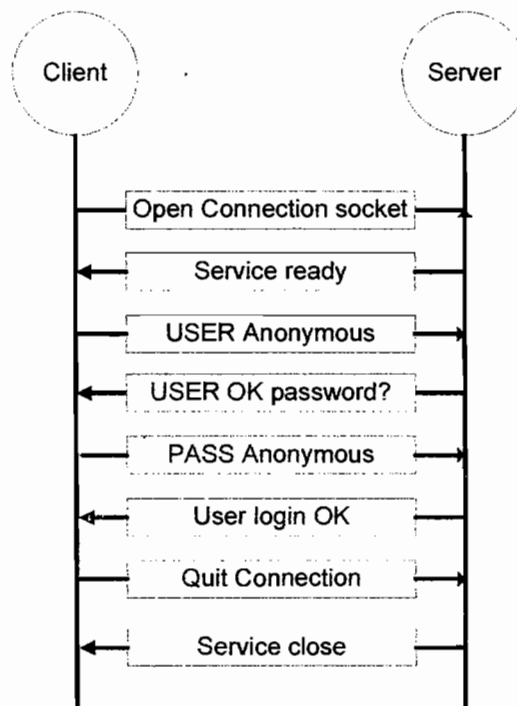 Client
Server
Open Connection socket
Service ready
USER Anonymous
USER OK password?
PASS Anonymous
User login OK
Quit Connection
Service close